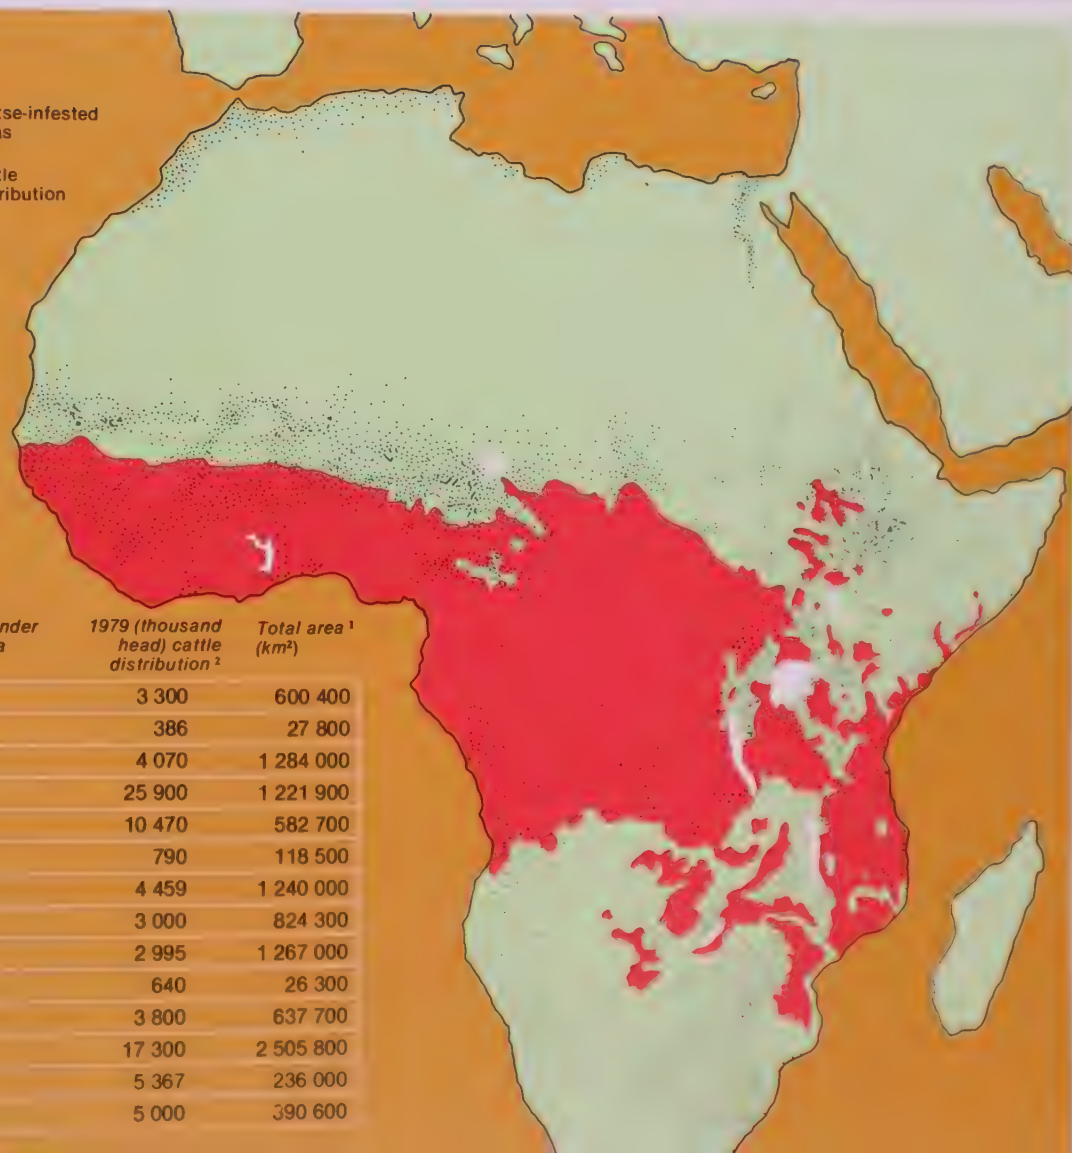 tse-infested
as
tle
tribution
nder
a
1979 (thousand
head) cattle
distribution ²
Total area ¹
(km²)
3 300 600 400
386 27 800
4 070 1 284 000
25 900 1 221 900
10 470 582 700
790 118 500
4 459 1 240 000
3 000 824 300
2 995 1 267 000
640 26 300
3 800 637 700
17 300 2 505 800
5 367 236 000
5 000 390 600